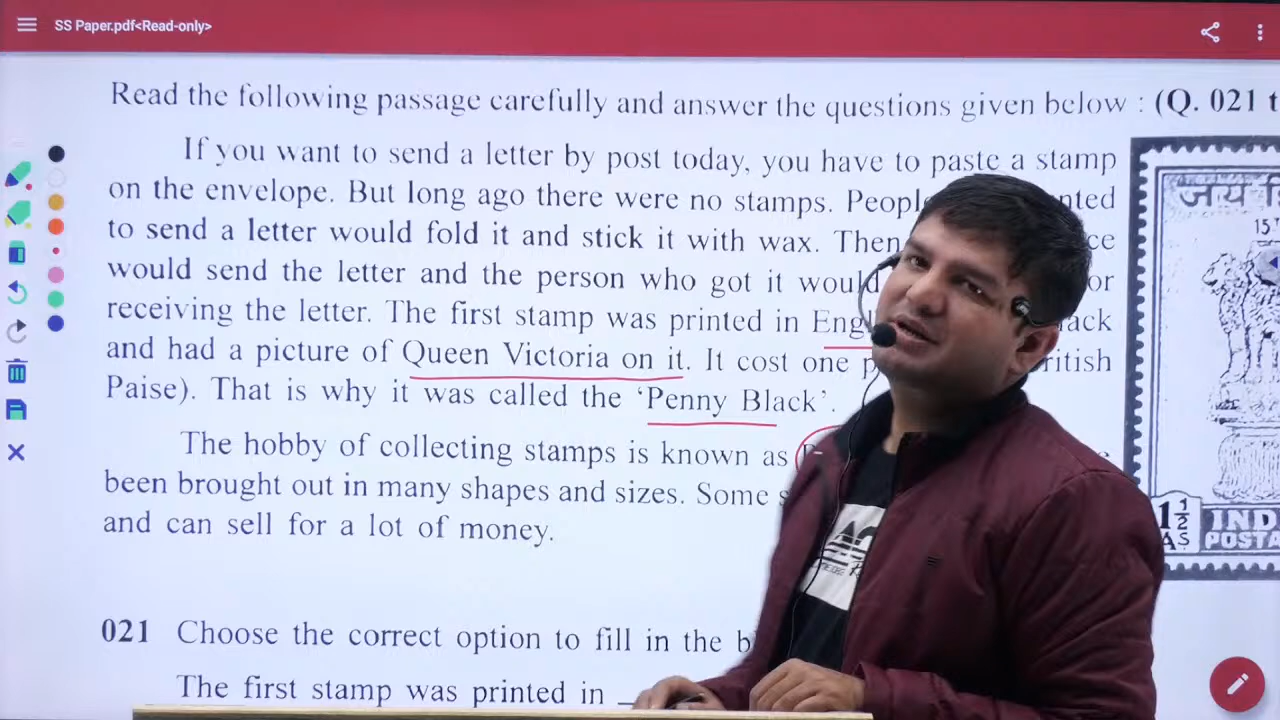 SS Paper.pdf<Read-only>
Read the following passage carefully and answer the questions given below : (Q. 021
If you want to send a letter by post today, you have to paste a stamp
on the envelope. But long ago there were no stamps.
to send a letter would fold it and stick it with wax.
would send the letter and the person who got it would
receiving the letter. The first stamp was printed in
and had a picture of Queen Victoria on it. It cost one
Paise). That is why it was called the ‘Penny Black’.
The hobby of collecting stamps is known as
been brought out in many shapes and sizes. Some
and can sell for a lot of money.
जय
15
1½
AS
021 Choose the correct option to fill in the
The first stamp was printed in